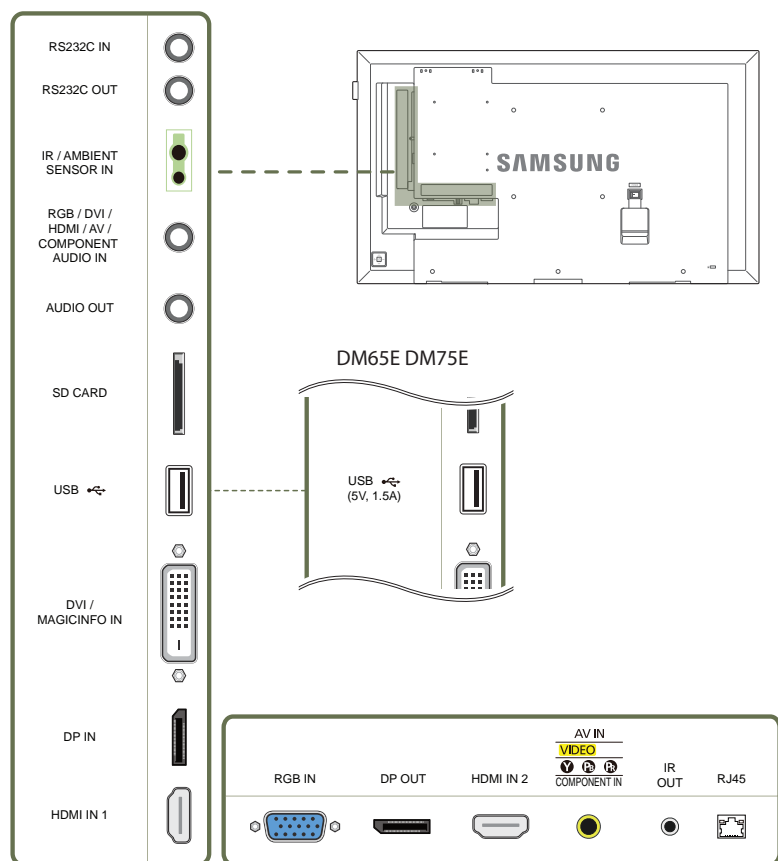 RS232C IN
RS232C OUT
IR / AMBIENT
SENSOR IN
RGB / DVI /
HDMI / AV /
COMPONENT
AUDIO IN
AUDIO OUT
SD CARD
USB
DVI /
MAGICINFO IN
DP IN
HDMI IN 1
SAMSUNG
DM65E DM75E
USB
(5V, 1.5A)
RGB IN
DP OUT
HDMI IN 2
AV IN
VIDEO
Y PB PR
COMPONENT IN
IR
OUT
RJ45